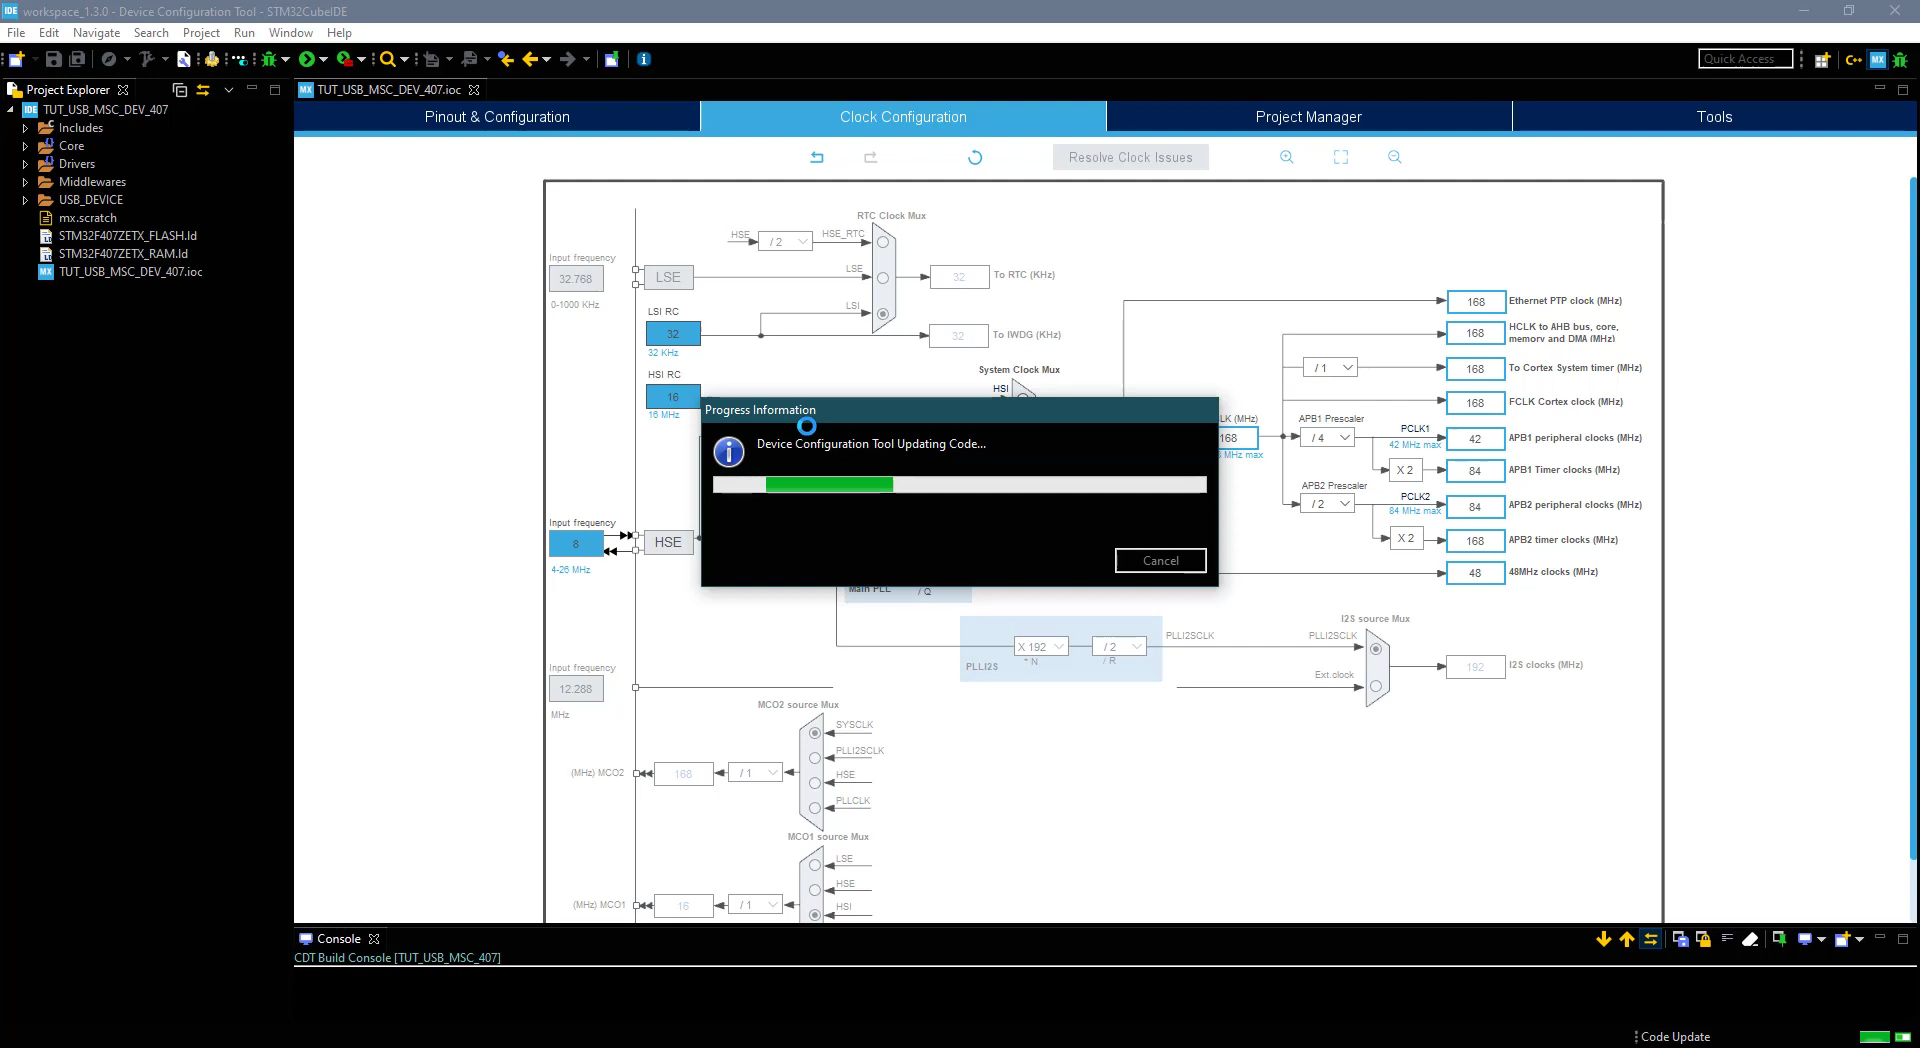 IDE workspace_1.3.0 - Device Configuration Tool - STM32CubeIDE
File Edit Navigate Search Project Run Window Help
Quick Access
MX
Project Explorer
TUT_USB_MSC_DEV_407.ioc
IDE TUT_USB_MSC_DEV_407
Includes
Core
Drivers
Middlewares
USB_DEVICE
mx.scratch
STM32F407ZETX_FLASH.ld
STM32F407ZETX_RAM.ld
MX TUT_USB_MSC_DEV_407.ioc
Pinout & Configuration
Clock Configuration
Project Manager
Tools
Resolve Clock Issues
RTC Clock Mux
HSE
/ 2
HSE_RTC
Input frequency
32.768
0-1000 KHz
LSE
LSE
32
To RTC (KHz)
LSI RC
LSI
32
32 KHz
32
To IWDG (KHz)
HSI RC
16
16 MHz
System Clock Mux
HSI
168
Ethernet PTP clock (MHz)
168
HCLK to AHB bus, core,
memory and DMA (MHz)
/ 1
168
To Cortex System timer (MHz)
168
FCLK Cortex clock (MHz)
LK (MHz)
168
MHz max
APB1 Prescaler
/ 4
PCLK1
42 MHz max
42
APB1 peripheral clocks (MHz)
X 2
84
APB1 Timer clocks (MHz)
APB2 Prescaler
/ 2
PCLK2
84 MHz max
84
APB2 peripheral clocks (MHz)
X 2
168
APB2 timer clocks (MHz)
48
48MHz clocks (MHz)
Progress Information
Device Configuration Tool Updating Code...
Cancel
Input frequency
8
4-26 MHz
HSE
Main PLL
/ Q
X 192
* N
/ 2
/ R
PLLI2S
PLLI2SCLK
I2S source Mux
PLLI2SCLK
Ext.clock
192
I2S clocks (MHz)
Input frequency
12.288
MHz
MCO2 source Mux
SYSCLK
PLLI2SCLK
HSE
PLLCLK
(MHz) MCO2
168
/ 1
MCO1 source Mux
LSE
HSE
HSI
(MHz) MCO1
16
/ 1
Console
CDT Build Console [TUT_USB_MSC_407]
Code Update